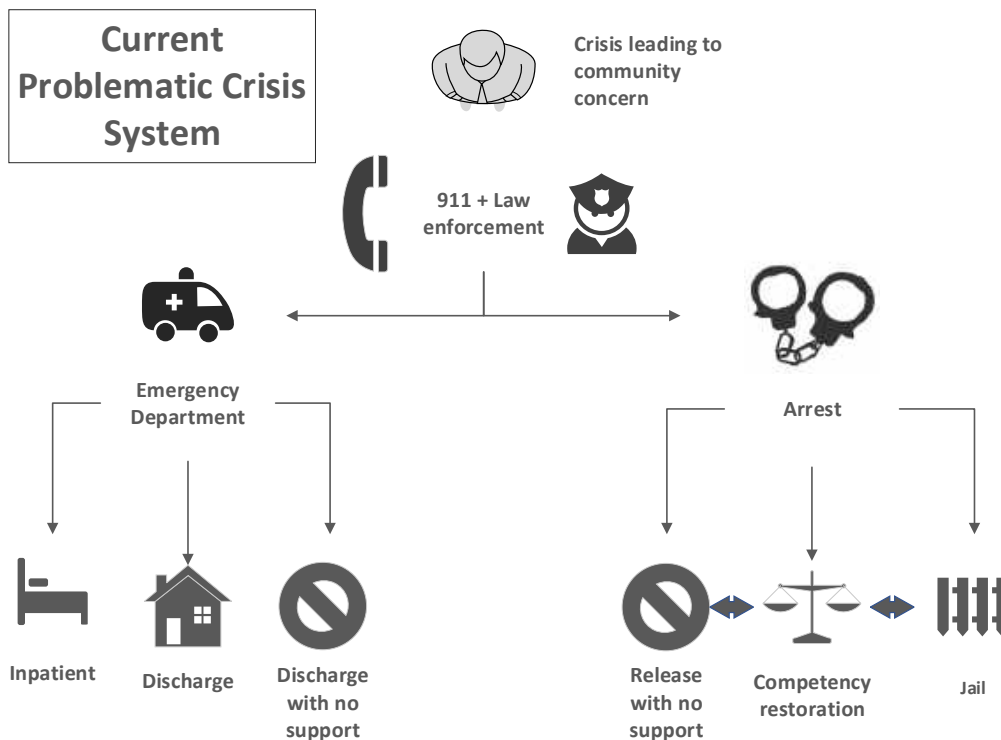 Current
Problematic Crisis
System
Crisis leading to
community
concern
911 + Law
enforcement
Emergency
Department
Arrest
Inpatient
Discharge
Discharge
with no
support
Release
with no
support
Competency
restoration
Jail